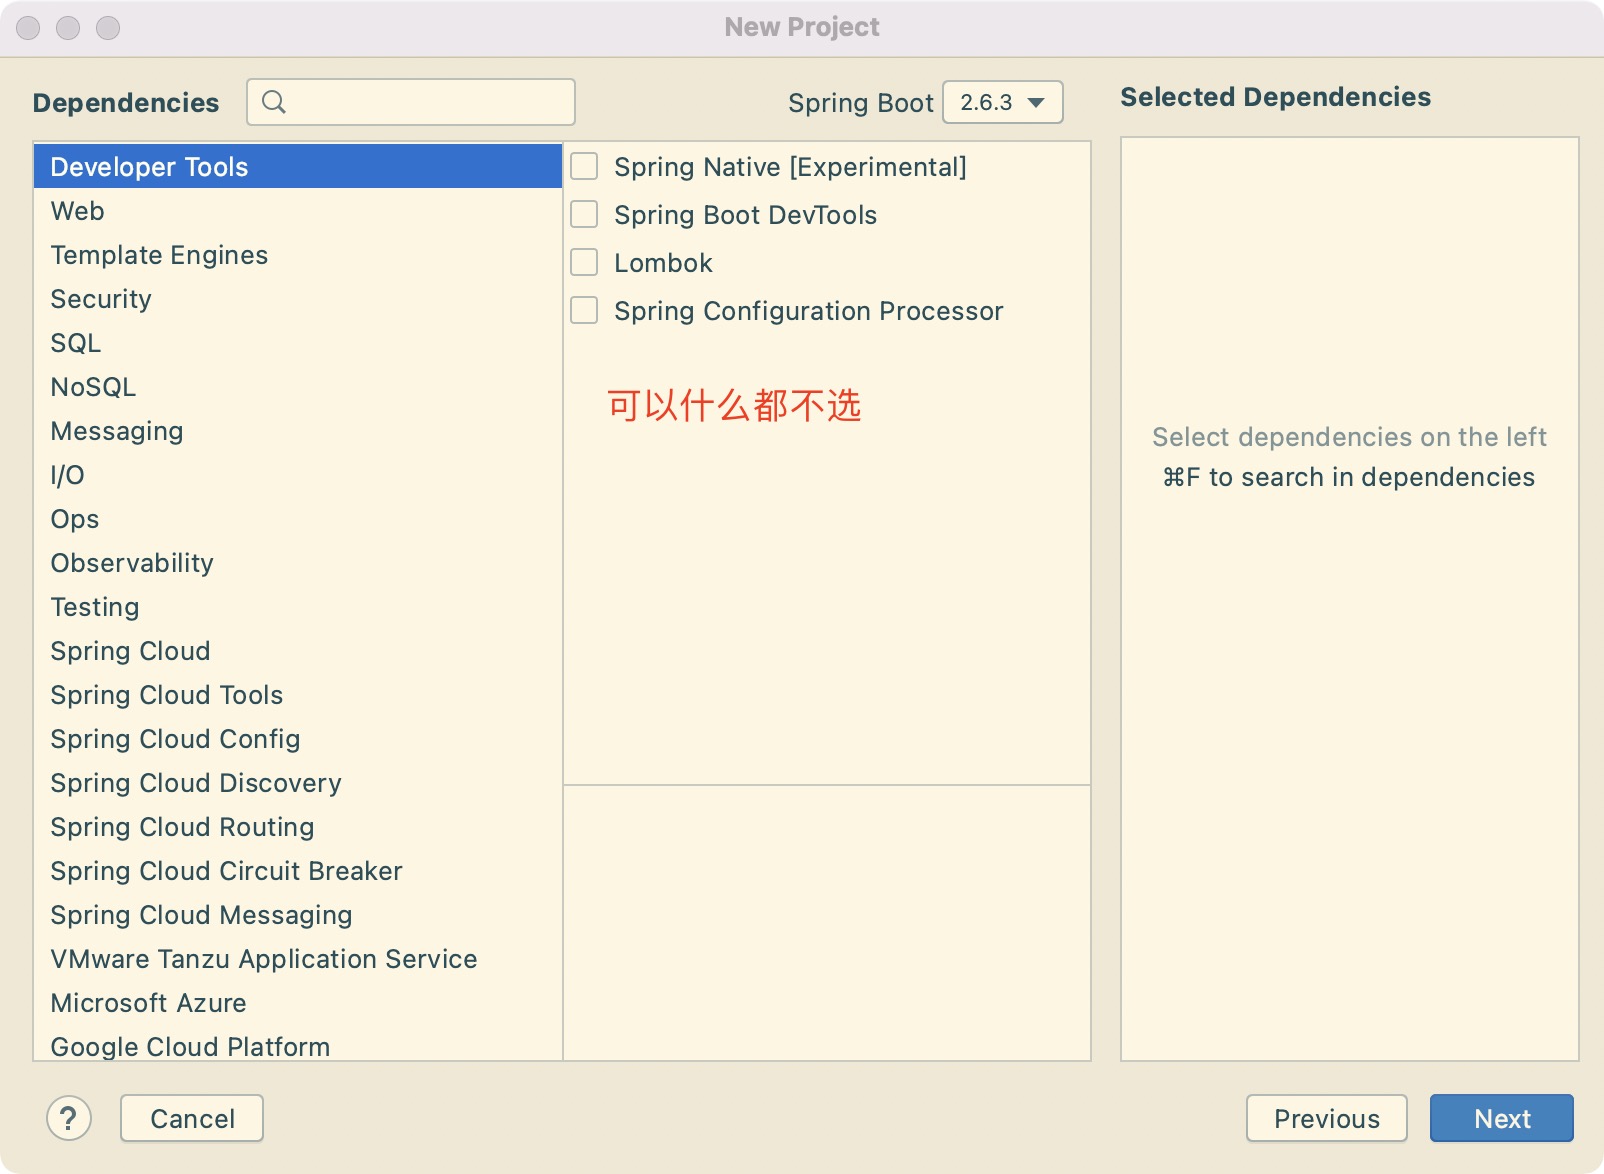 New Project
Dependencies
Spring Boot 2.6.3
Selected Dependencies
Developer Tools
Web
Template Engines
Security
SQL
NoSQL
Messaging
I/O
Ops
Observability
Testing
Spring Cloud
Spring Cloud Tools
Spring Cloud Config
Spring Cloud Discovery
Spring Cloud Routing
Spring Cloud Circuit Breaker
Spring Cloud Messaging
VMware Tanzu Application Service
Microsoft Azure
Google Cloud Platform
Spring Native [Experimental]
Spring Boot DevTools
Lombok
Spring Configuration Processor
可以什么都不选
Select dependencies on the left
⌘F to search in dependencies
?
Cancel
Previous
Next